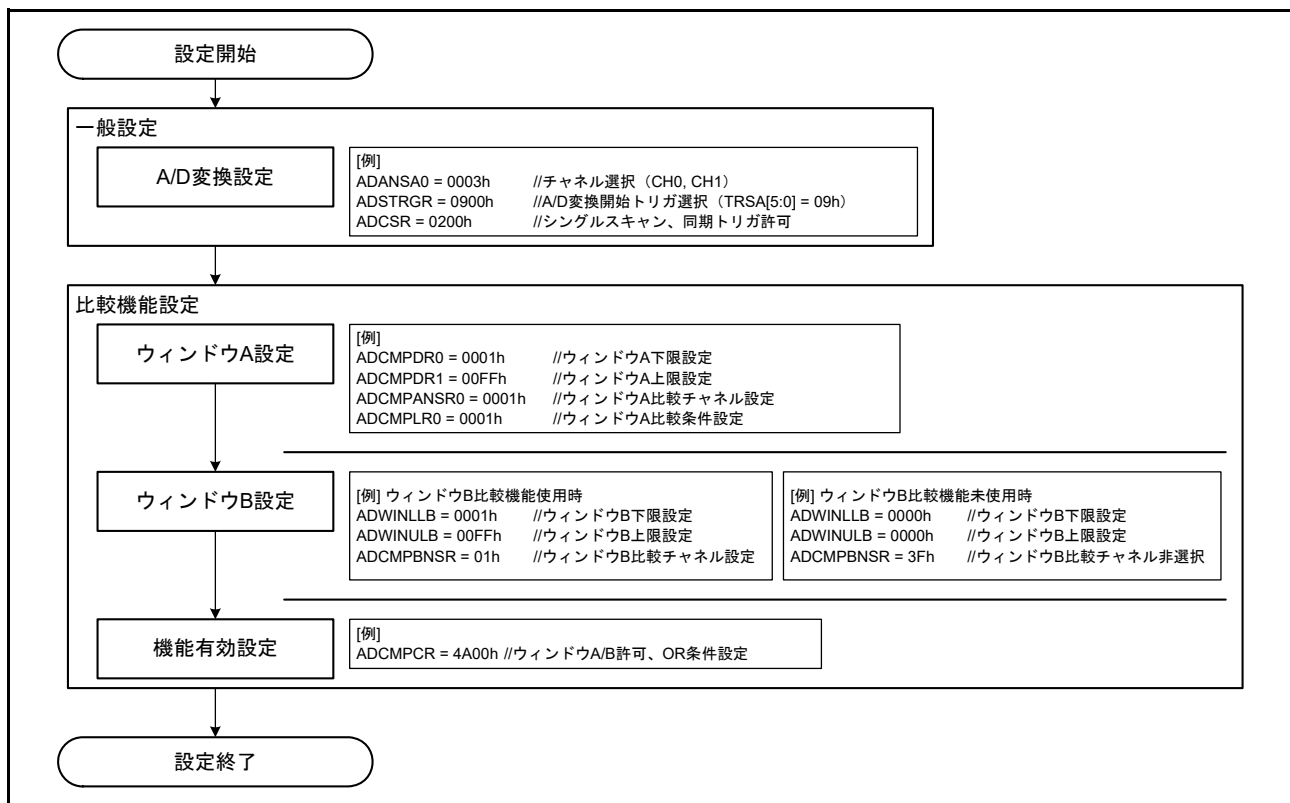 設定開始
一般設定
A/D変換設定
[例]
ADANSA0 = 0003h //チャネル選択（CH0, CH1）
ADSTRGR = 0900h //A/D変換開始トリガ選択（TRSA[5:0] = 09h）
ADCSR = 0200h //シングルスキャン、同期トリガ許可
比較機能設定
ウィンドウA設定
[例]
ADCMPDR0 = 0001h //ウィンドウA下限設定
ADCMPDR1 = 00FFh //ウィンドウA上限設定
ADCMPANSR0 = 0001h //ウィンドウA比較チャネル設定
ADCMPLR0 = 0001h //ウィンドウA比較条件設定
ウィンドウB設定
[例] ウィンドウB比較機能使用時
ADWINLLB = 0001h //ウィンドウB下限設定
ADWINULB = 00FFh //ウィンドウB上限設定
ADCMPBNSR = 01h //ウィンドウB比較チャネル設定
[例] ウィンドウB比較機能未使用時
ADWINLLB = 0000h //ウィンドウB下限設定
ADWINULB = 0000h //ウィンドウB上限設定
ADCMPBNSR = 3Fh //ウィンドウB比較チャネル非選択
機能有効設定
[例]
ADCMPCR = 4A00h //ウィンドウA/B許可、OR条件設定
設定終了